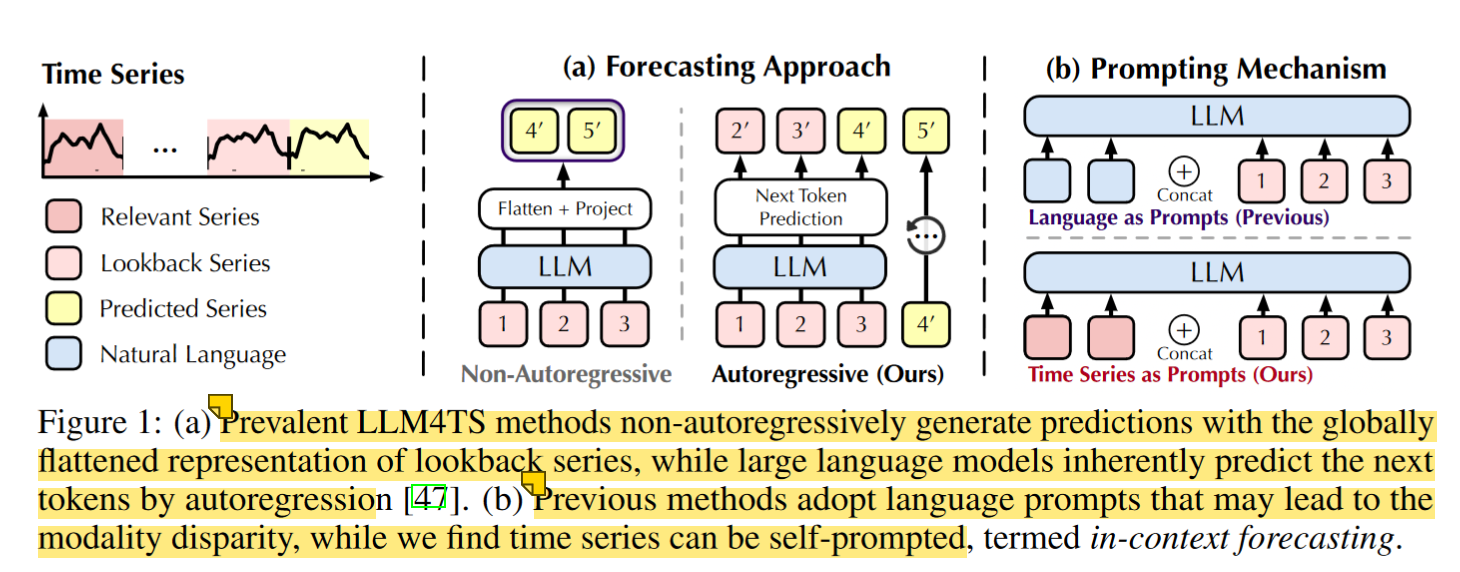 Time Series
...
Relevant Series
Lookback Series
Predicted Series
Natural Language
(a) Forecasting Approach
4′ 5′
Flatten + Project
LLM
1 2 3
Non-Autoregressive
2′ 3′ 4′ 5′
Next Token
Prediction
...
LLM
1 2 3 4′
Autoregressive (Ours)
(b) Prompting Mechanism
LLM
+ 1 2 3
Concat
Language as Prompts (Previous)
LLM
+ 1 2 3
Concat
Time Series as Prompts (Ours)
Figure 1: (a) Prevalent LLM4TS methods non-autoregressively generate predictions with the globally
flattened representation of lookback series, while large language models inherently predict the next
tokens by autoregression [47]. (b) Previous methods adopt language prompts that may lead to the
modality disparity, while we find time series can be self-prompted, termed in-context forecasting.